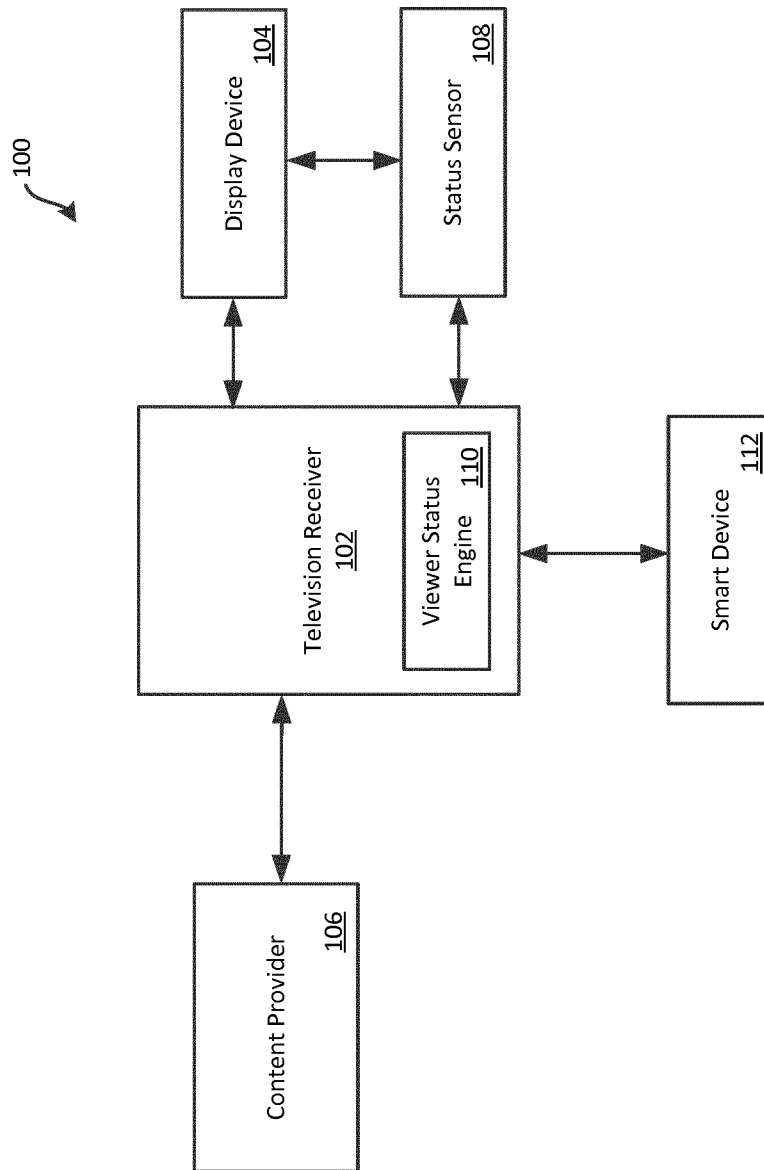 100
Content Provider
106
Television Receiver
102
Viewer Status
Engine
110
Display Device
104
Status Sensor
108
Smart Device
112